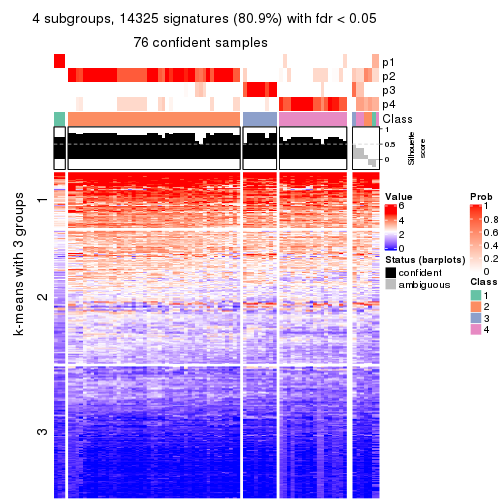 4 subgroups, 14325 signatures (80.9%) with fdr < 0.05
76 confident samples
p1
p2
p3
p4
Class
1
0.5
0
Silhouette
score
k-means with 3 groups
1
2
3
Value
6
4
2
0
Status (barplots)
confident
ambiguous
Prob
1
0.8
0.6
0.4
0.2
0
Class
1
2
3
4